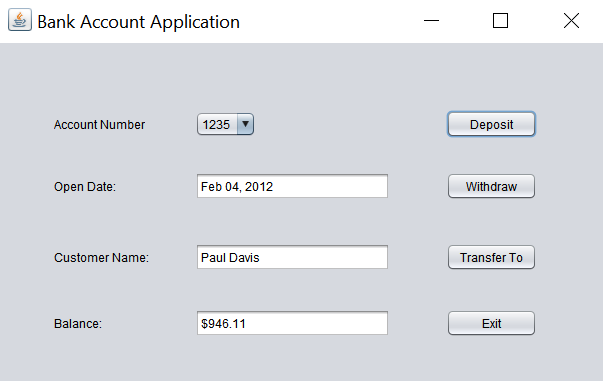 Bank Account Application
Account Number 1235 Deposit
Open Date: Feb 04, 2012 Withdraw
Customer Name: Paul Davis Transfer To
Balance: $946.11 Exit